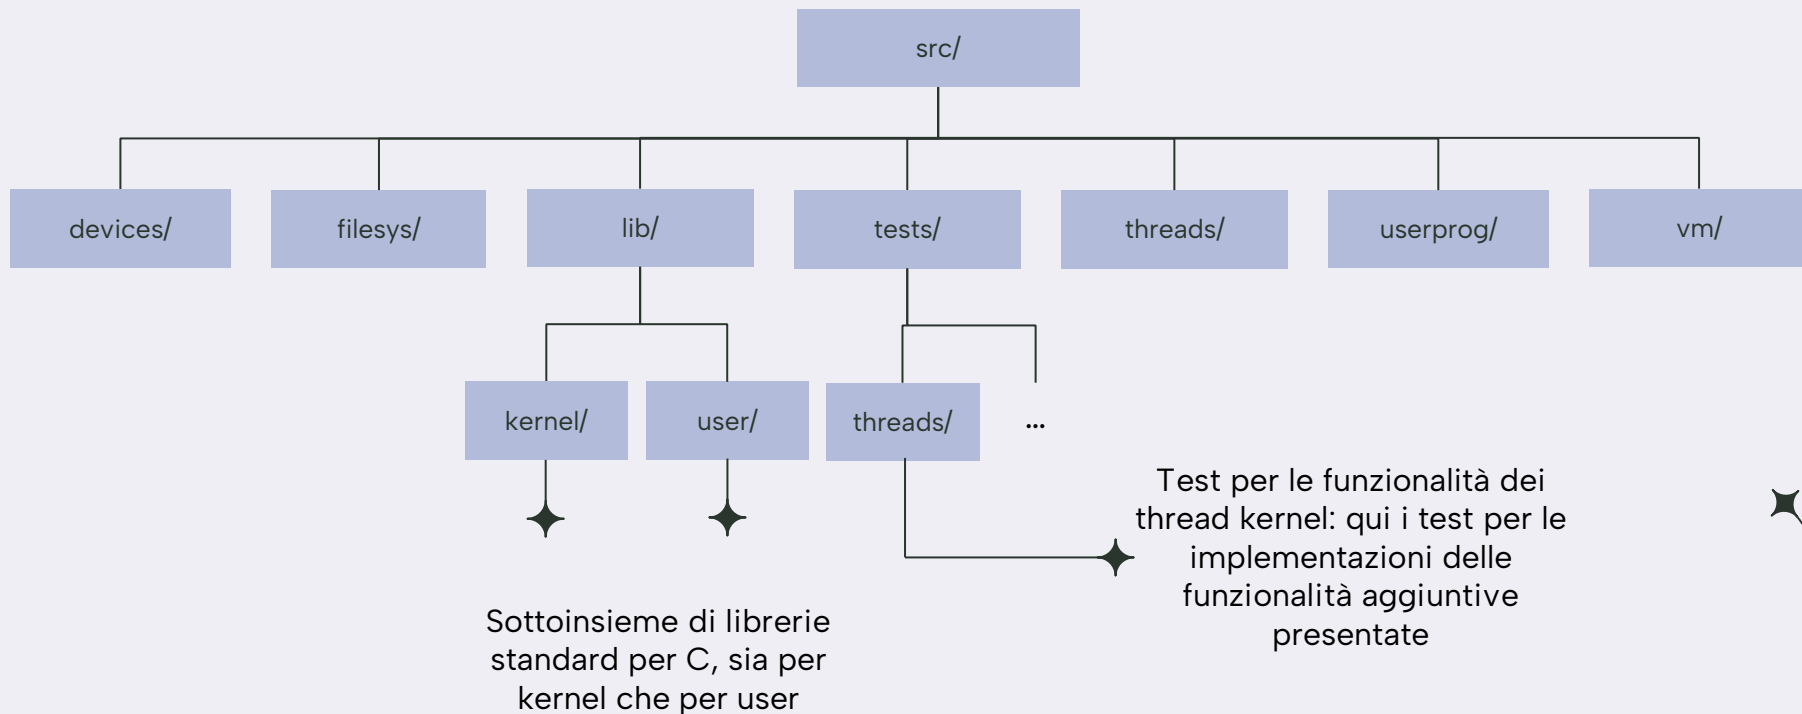 src/
devices/
filesys/
lib/
tests/
threads/
userprog/
vm/
kernel/
user/
threads/
...
Test per le funzionalità dei
thread kernel: qui i test per le
implementazioni delle
funzionalità aggiuntive
presentate
Sottoinsieme di librerie
standard per C, sia per
kernel che per user